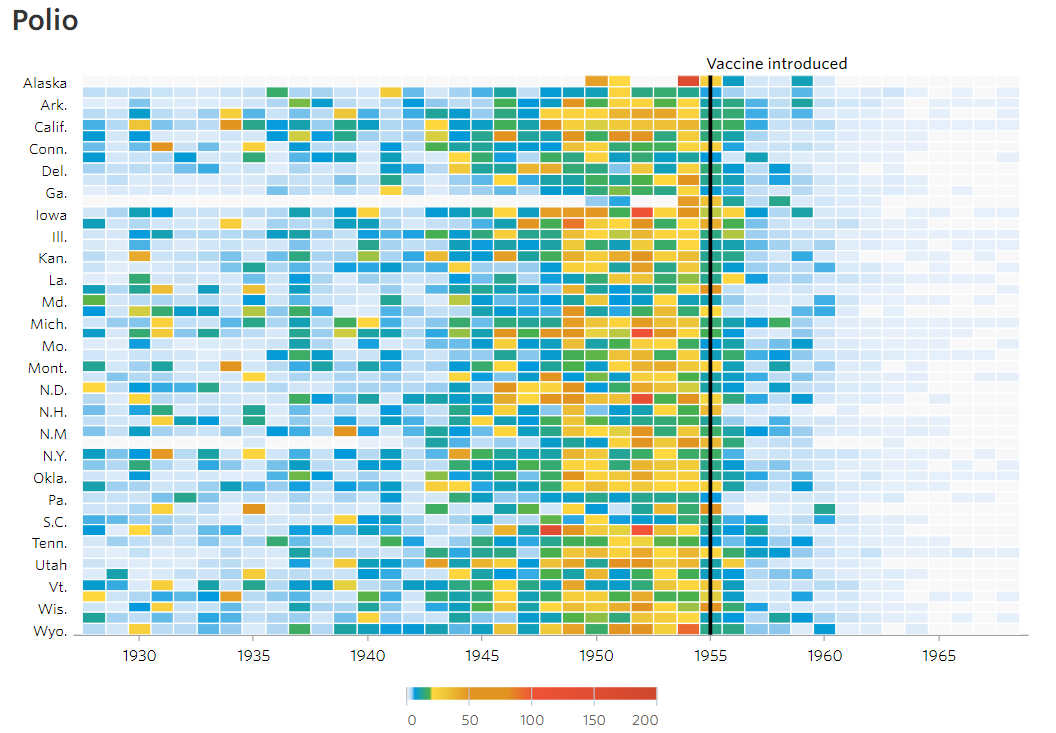 Polio
Vaccine introduced
Alaska
Ark.
Calif.
Conn.
Del.
Ga.
Iowa
Ill.
Kan.
La.
Md.
Mich.
Mo.
Mont.
N.D.
N.H.
N.M
N.Y.
Okla.
Pa.
S.C.
Tenn.
Utah
Vt.
Wis.
Wyo.
1930 1935 1940 1945 1950 1955 1960 1965
0 50 100 150 200